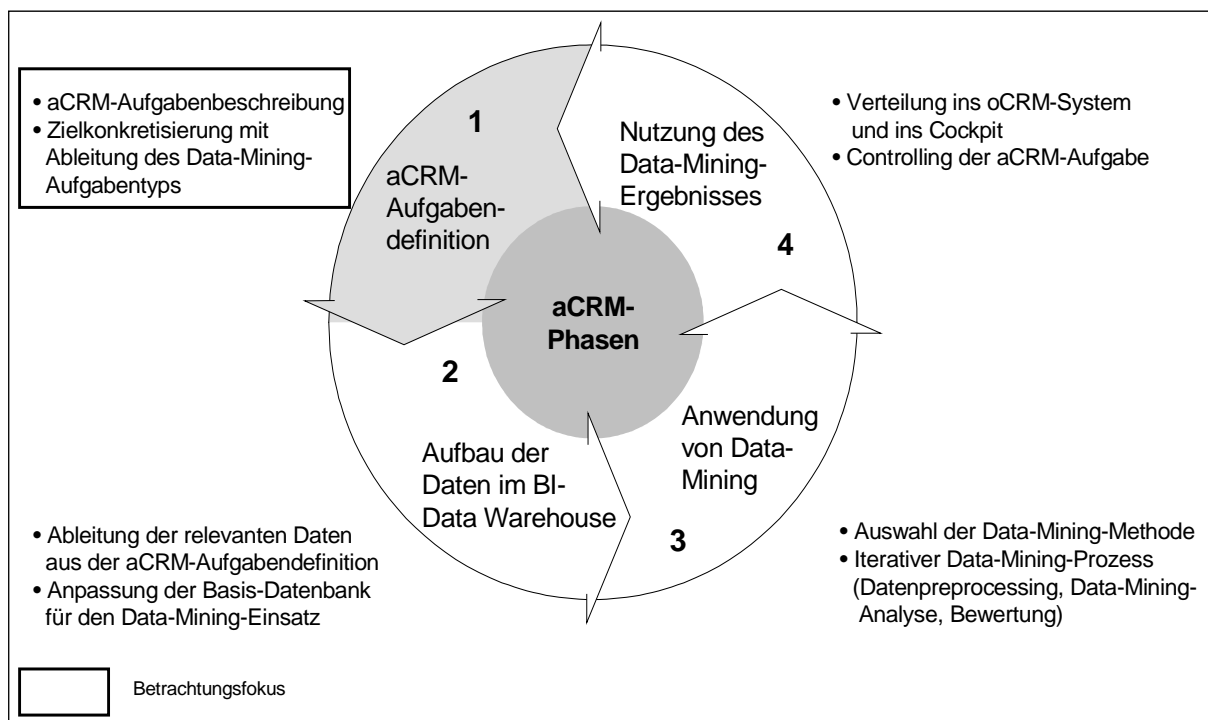 • aCRM-Aufgabenbeschreibung
• Zielkonkretisierung mit
Ableitung des Data-Mining-
Aufgabentyps
1
aCRM-
Aufgaben-
definition
Nutzung des
Data-Mining-
Ergebnisses
4
• Verteilung ins oCRM-System
und ins Cockpit
• Controlling der aCRM-Aufgabe
aCRM-
Phasen
2
Aufbau der
Daten im BI-
Data Warehouse
Anwendung
von Data-
Mining
3
• Ableitung der relevanten Daten
aus der aCRM-Aufgabendefinition
• Anpassung der Basis-Datenbank
für den Data-Mining-Einsatz
• Auswahl der Data-Mining-Methode
• Iterativer Data-Mining-Prozess
(Datenpreprocessing, Data-Mining-
Analyse, Bewertung)
Betrachtungsfokus